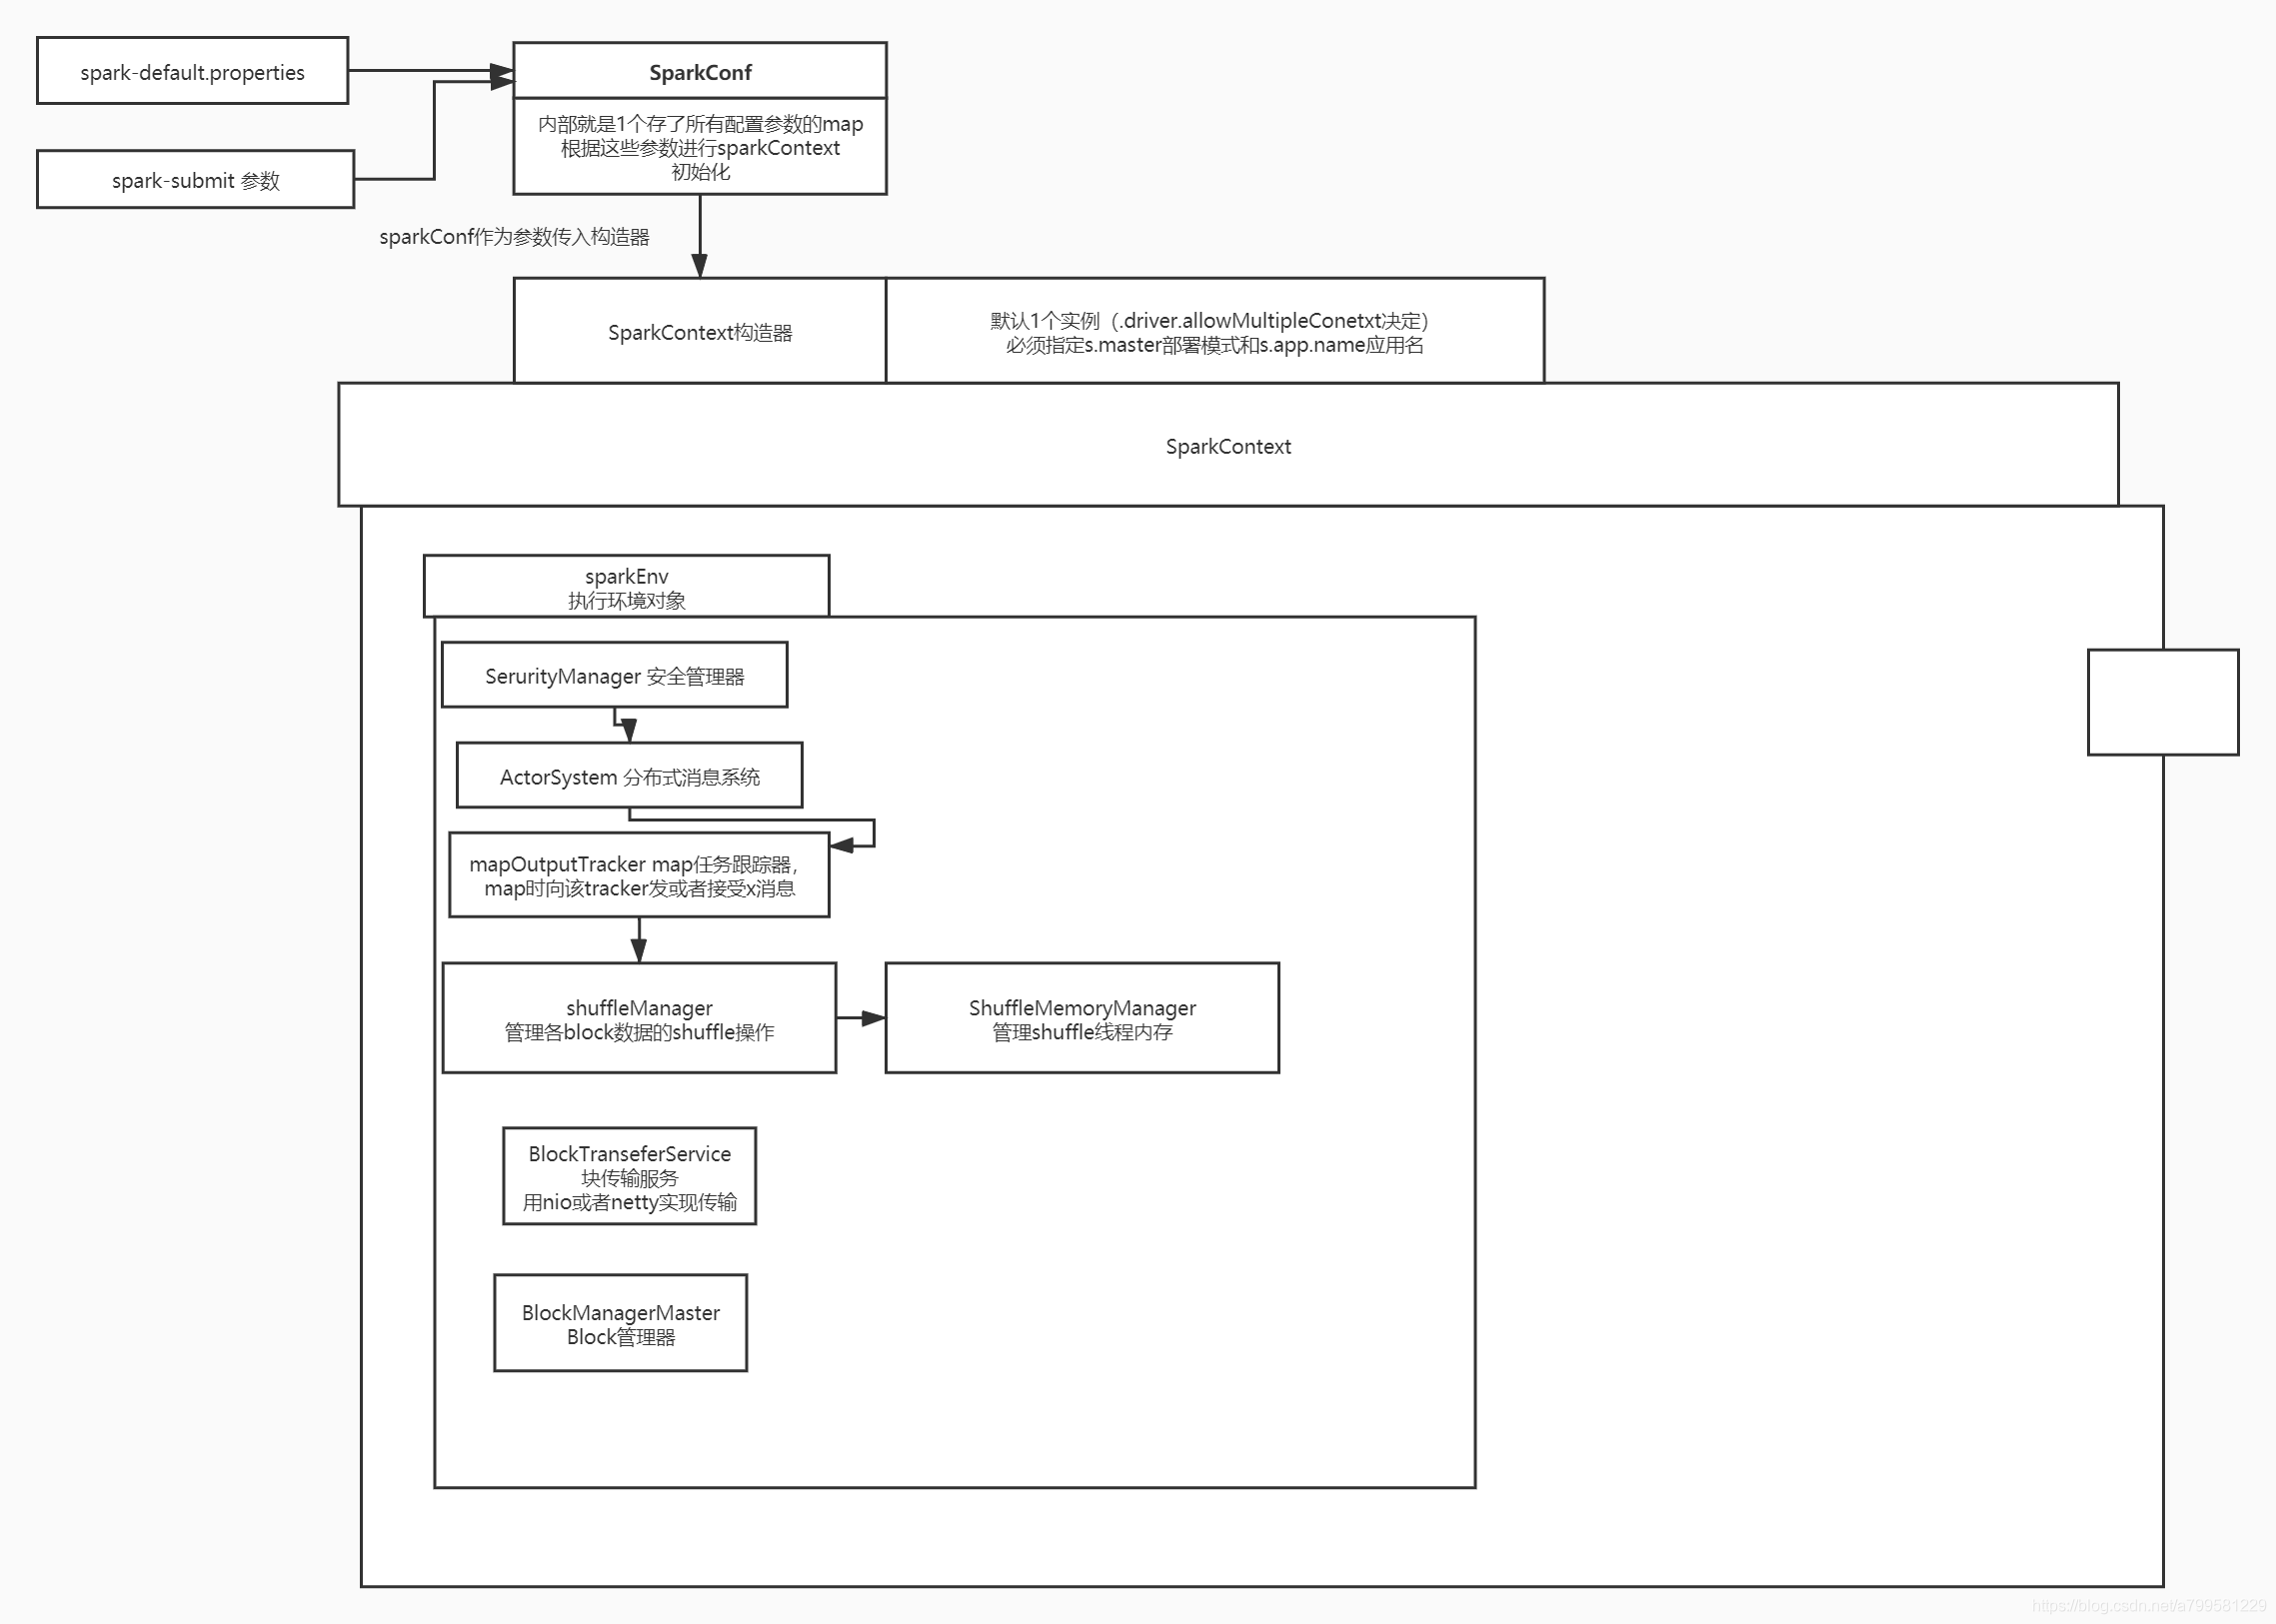 spark-default.properties
SparkConf
内部就是1个存了所有配置参数的map
根据这些参数进行sparkContext
初始化
spark-submit 参数
sparkConf作为参数传入构造器
SparkContext构造器
默认1个实例（.driver.allowMultipleConetxt决定）
必须指定s.master部署模式和s.app.name应用名
SparkContext
sparkEnv
执行环境对象
SerurityManager 安全管理器
ActorSystem 分布式消息系统
mapOutputTracker map任务跟踪器，
map时向该tracker发或者接受x消息
shuffleManager
管理各block数据的shuffle操作
ShuffleMemoryManager
管理shuffle线程内存
BlockTranseferService
块传输服务
用nio或者netty实现传输
BlockManagerMaster
Block管理器
https://blog.csdn.net/a799581229